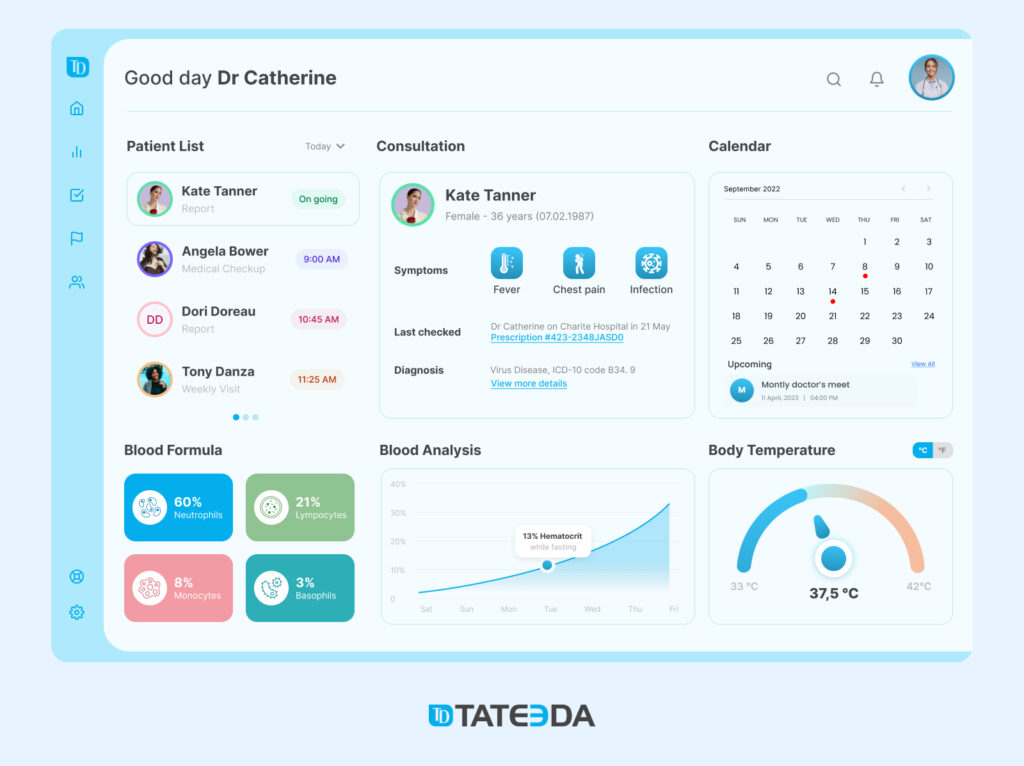 TD
Good day Dr Catherine
Patient List
Today
Kate Tanner
Report
On going
Angela Bower
Medical Checkup
9:00 AM
DD
Dori Doreau
Report
10:45 AM
Tony Danza
Weekly Visit
11:25 AM
Consultation
Kate Tanner
Female - 36 years (07.02.1987)
Symptoms
Fever
Chest pain
Infection
Last checked
Dr Catherine on Charite Hospital in 21 May
Prescription #423-2348JASD0
Diagnosis
Virus Disease, ICD-10 code B34. 9
View more details
Calendar
September 2022
SUN MON TUE WED THU FRI SAT
1 2 3
4 5 6 7 8 9 10
11 12 13 14 15 16 17
18 19 20 21 22 23 24
25 26 27 28 29 30
Upcoming
View All
M
Montly doctor's meet
11 April, 2023 | 04:00 PM
Blood Formula
60%
Neutrophils
21%
Lympocytes
8%
Monocytes
3%
Basophils
Blood Analysis
40%
30%
20%
10%
0
13% Hematocrit
while fasting
Sat Sun Mon Tue Wed Thu Fri
Body Temperature
°C °F
33 °C
37,5 °C
42°C
TD TATEEDA